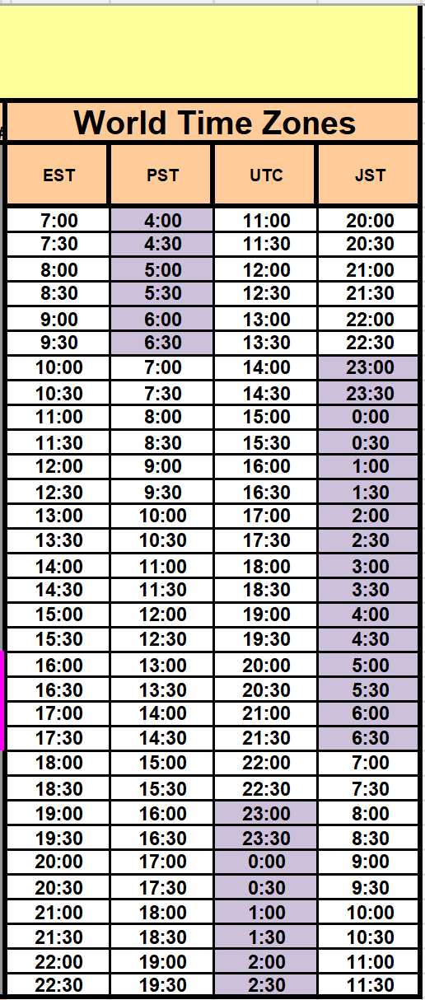 World Time Zones
EST PST UTC JST
7:00 4:00 11:00 20:00
7:30 4:30 11:30 20:30
8:00 5:00 12:00 21:00
8:30 5:30 12:30 21:30
9:00 6:00 13:00 22:00
9:30 6:30 13:30 22:30
10:00 7:00 14:00 23:00
10:30 7:30 14:30 23:30
11:00 8:00 15:00 0:00
11:30 8:30 15:30 0:30
12:00 9:00 16:00 1:00
12:30 9:30 16:30 1:30
13:00 10:00 17:00 2:00
13:30 10:30 17:30 2:30
14:00 11:00 18:00 3:00
14:30 11:30 18:30 3:30
15:00 12:00 19:00 4:00
15:30 12:30 19:30 4:30
16:00 13:00 20:00 5:00
16:30 13:30 20:30 5:30
17:00 14:00 21:00 6:00
17:30 14:30 21:30 6:30
18:00 15:00 22:00 7:00
18:30 15:30 22:30 7:30
19:00 16:00 23:00 8:00
19:30 16:30 23:30 8:30
20:00 17:00 0:00 9:00
20:30 17:30 0:30 9:30
21:00 18:00 1:00 10:00
21:30 18:30 1:30 10:30
22:00 19:00 2:00 11:00
22:30 19:30 2:30 11:30